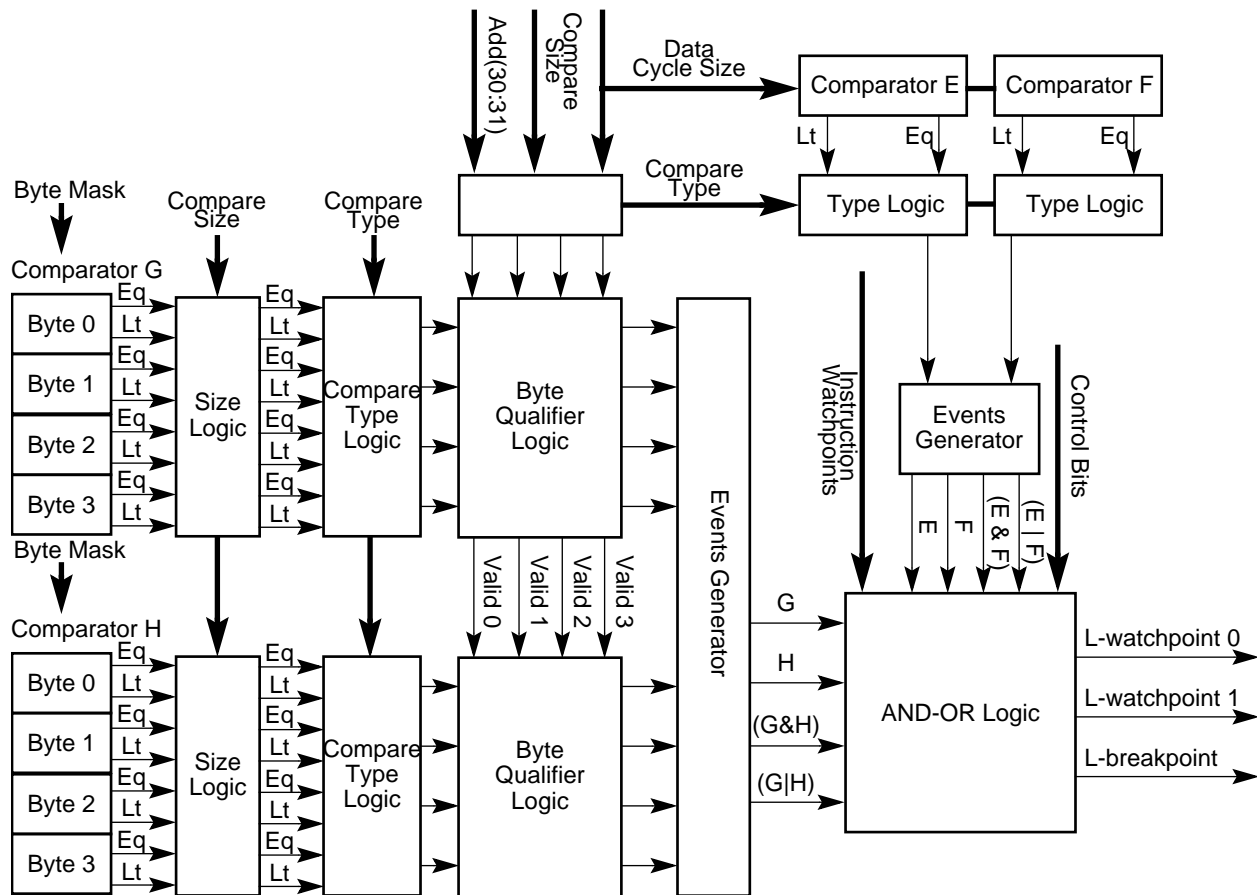 Add(30:31)
Compare
Size
Data
Cycle Size
Comparator E
Comparator F
Lt
Eq
Lt
Eq
Compare
Type
Type Logic
Type Logic
Byte Mask
Compare
Size
Compare
Type
Comparator G
Byte 0
Byte 1
Byte 2
Byte 3
Eq
Lt
Eq
Lt
Eq
Lt
Eq
Lt
Size
Logic
Eq
Lt
Eq
Lt
Eq
Lt
Eq
Lt
Compare
Type
Logic
Byte
Qualifier
Logic
Instruction
Watchpoints
Events
Generator
Control Bits
E
F
(E & F)
(E | F)
Valid 0
Valid 1
Valid 2
Valid 3
Events Generator
Byte Mask
Comparator H
Byte 0
Byte 1
Byte 2
Byte 3
Eq
Lt
Eq
Lt
Eq
Lt
Eq
Lt
Size
Logic
Eq
Lt
Eq
Lt
Eq
Lt
Eq
Lt
Compare
Type
Logic
Byte
Qualifier
Logic
G
H
(G&H)
(G|H)
AND-OR Logic
L-watchpoint 0
L-watchpoint 1
L-breakpoint